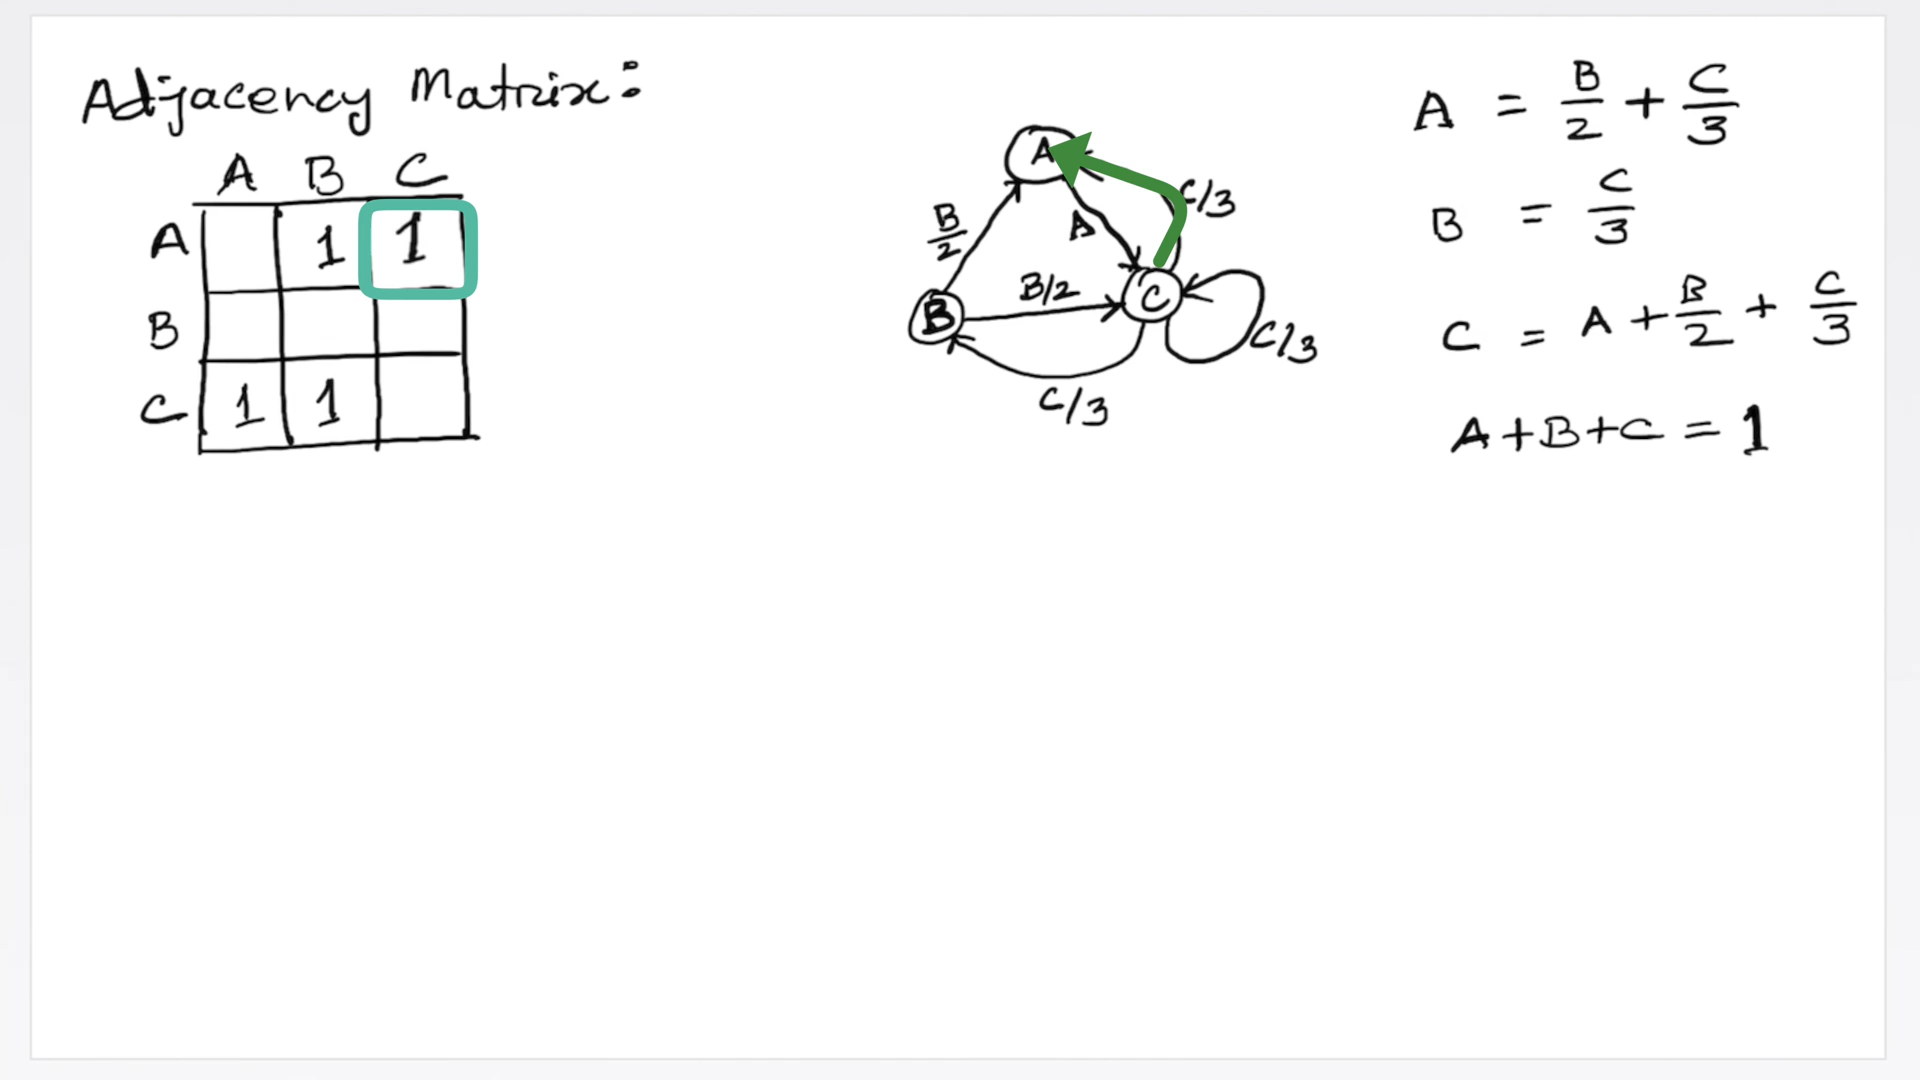 Adjacency Matrix:
A B C
A 1 1
B
C 1 1
A
B/2
A
C/3
B
B/2
C
C/3
C/3
A = B/2 + C/3
B = C/3
C = A + B/2 + C/3
A+B+C = 1